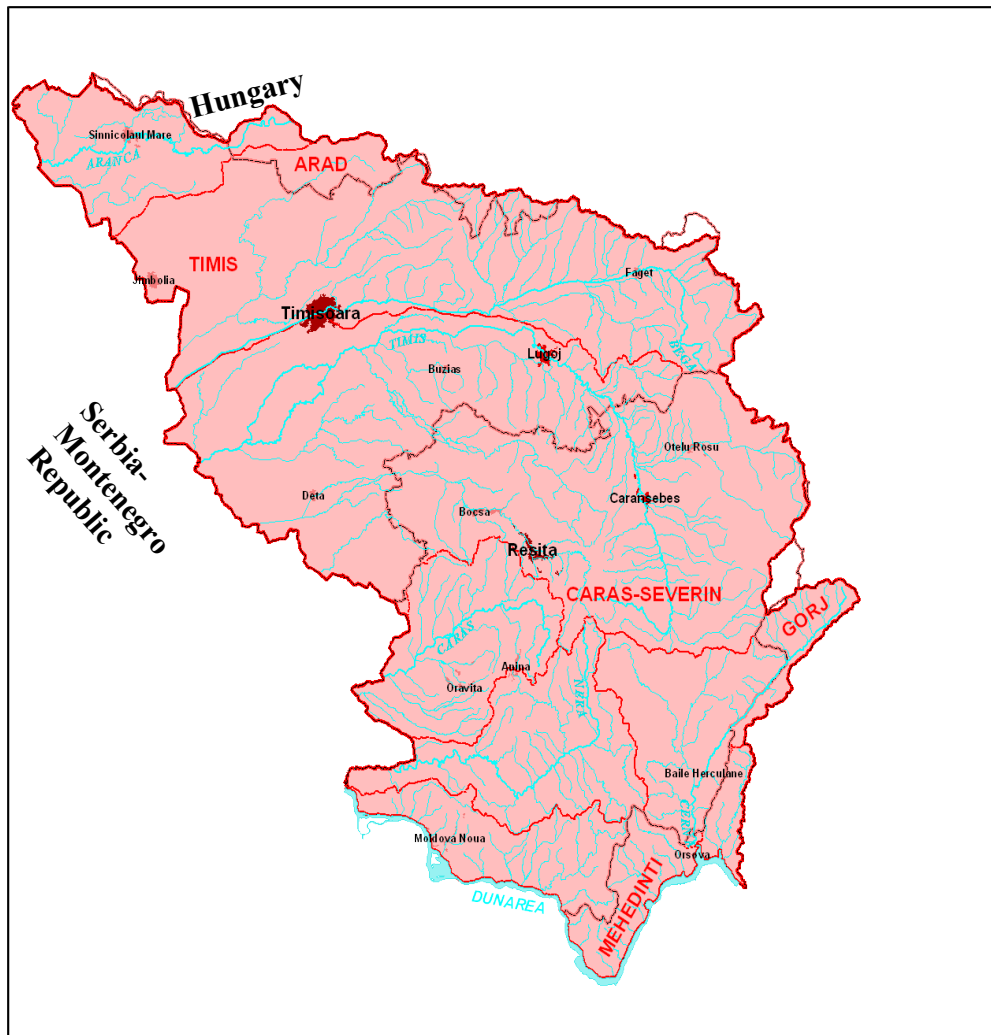 Hungary
Sinnicolaul Mare
ARANCA
ARAD
TIMIS
Jimbolia
Faget
Timisoara
TIMIS
Lugoj
BEGA
Buzias
Serbia-
Montenegro
Republic
Otelu Rosu
Deta
Caransebes
Bocsa
Resita
CARAS-SEVERIN
GORJ
CARAS
Anina
Oravita
NERA
Baile Herculane
CERNA
Moldova Noua
Orsova
DUNAREA
MEHEDINTI